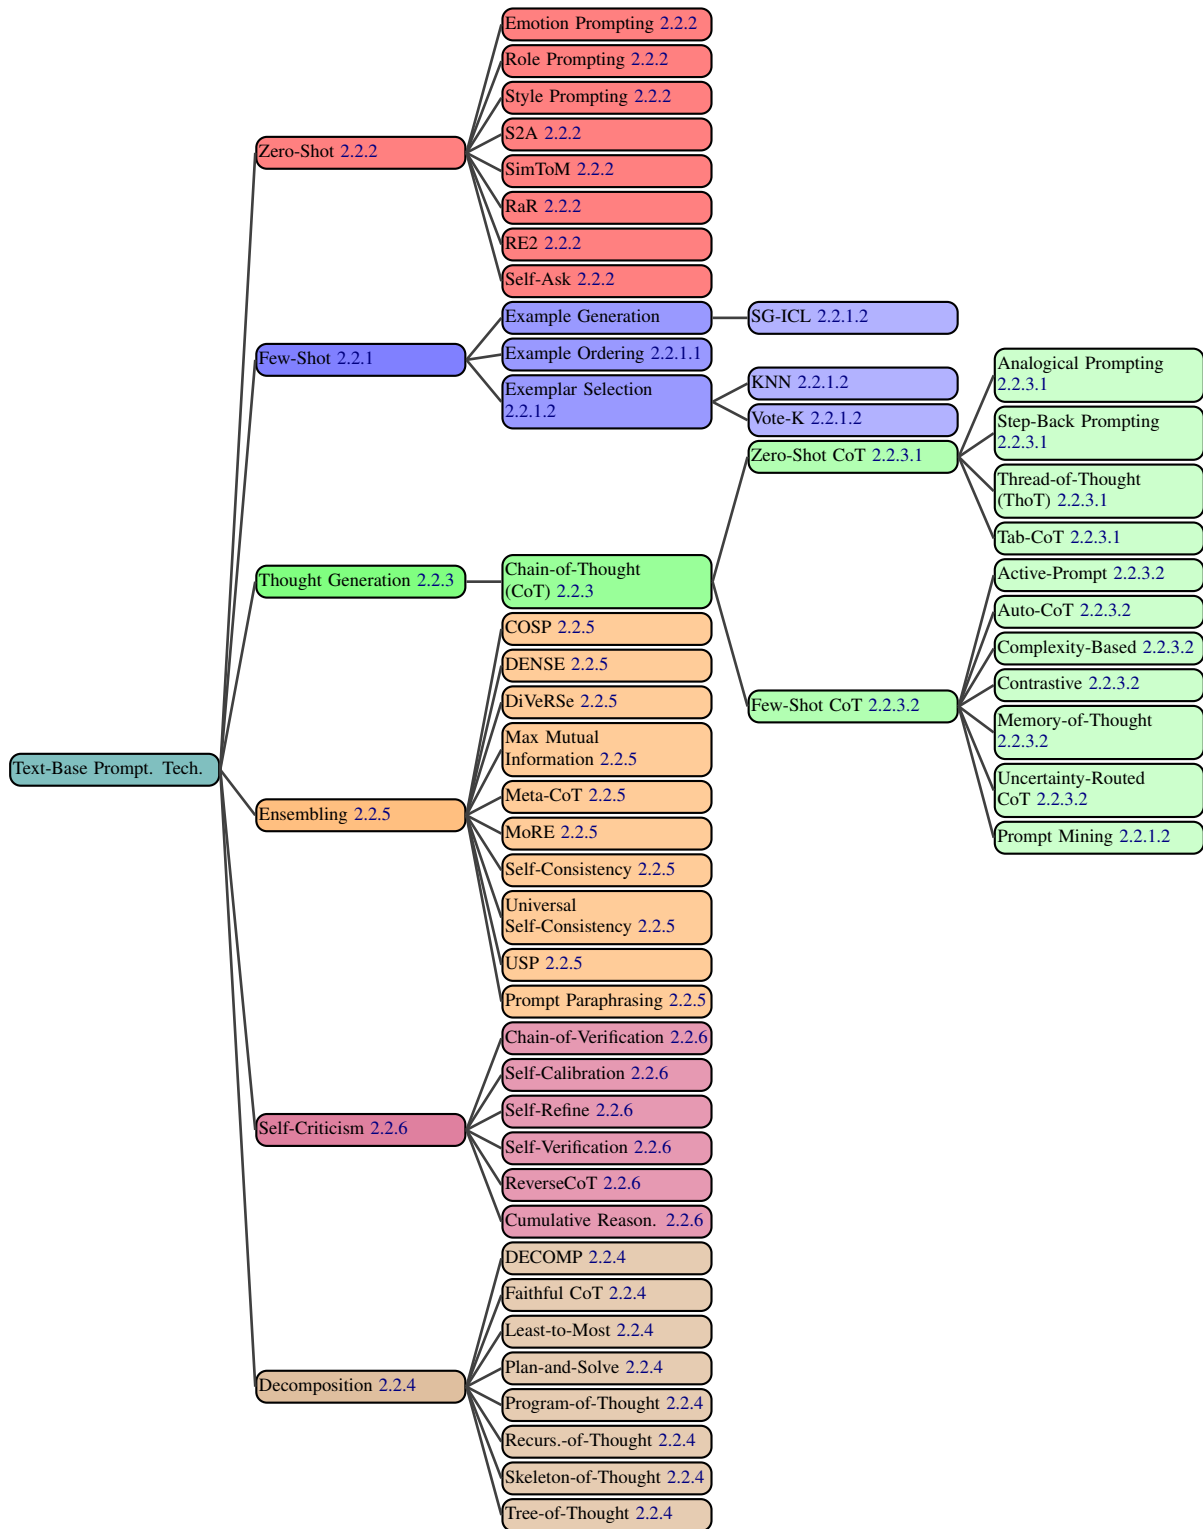 Text-Base Prompt. Tech.
Zero-Shot 2.2.2
Emotion Prompting 2.2.2
Role Prompting 2.2.2
Style Prompting 2.2.2
S2A 2.2.2
SimToM 2.2.2
RaR 2.2.2
RE2 2.2.2
Self-Ask 2.2.2
Few-Shot 2.2.1
Example Generation
SG-ICL 2.2.1.2
Example Ordering 2.2.1.1
Exemplar Selection
2.2.1.2
KNN 2.2.1.2
Vote-K 2.2.1.2
Thought Generation 2.2.3
Chain-of-Thought
(CoT) 2.2.3
Zero-Shot CoT 2.2.3.1
Analogical Prompting
2.2.3.1
Step-Back Prompting
2.2.3.1
Thread-of-Thought
(ThoT) 2.2.3.1
Tab-CoT 2.2.3.1
Few-Shot CoT 2.2.3.2
Active-Prompt 2.2.3.2
Auto-CoT 2.2.3.2
Complexity-Based 2.2.3.2
Contrastive 2.2.3.2
Memory-of-Thought
2.2.3.2
Uncertainty-Routed
CoT 2.2.3.2
Prompt Mining 2.2.1.2
Ensembling 2.2.5
COSP 2.2.5
DENSE 2.2.5
DiVeRSe 2.2.5
Max Mutual
Information 2.2.5
Meta-CoT 2.2.5
MoRE 2.2.5
Self-Consistency 2.2.5
Universal
Self-Consistency 2.2.5
USP 2.2.5
Prompt Paraphrasing 2.2.5
Self-Criticism 2.2.6
Chain-of-Verification 2.2.6
Self-Calibration 2.2.6
Self-Refine 2.2.6
Self-Verification 2.2.6
ReverseCoT 2.2.6
Cumulative Reason. 2.2.6
Decomposition 2.2.4
DECOMP 2.2.4
Faithful CoT 2.2.4
Least-to-Most 2.2.4
Plan-and-Solve 2.2.4
Program-of-Thought 2.2.4
Recurs.-of-Thought 2.2.4
Skeleton-of-Thought 2.2.4
Tree-of-Thought 2.2.4